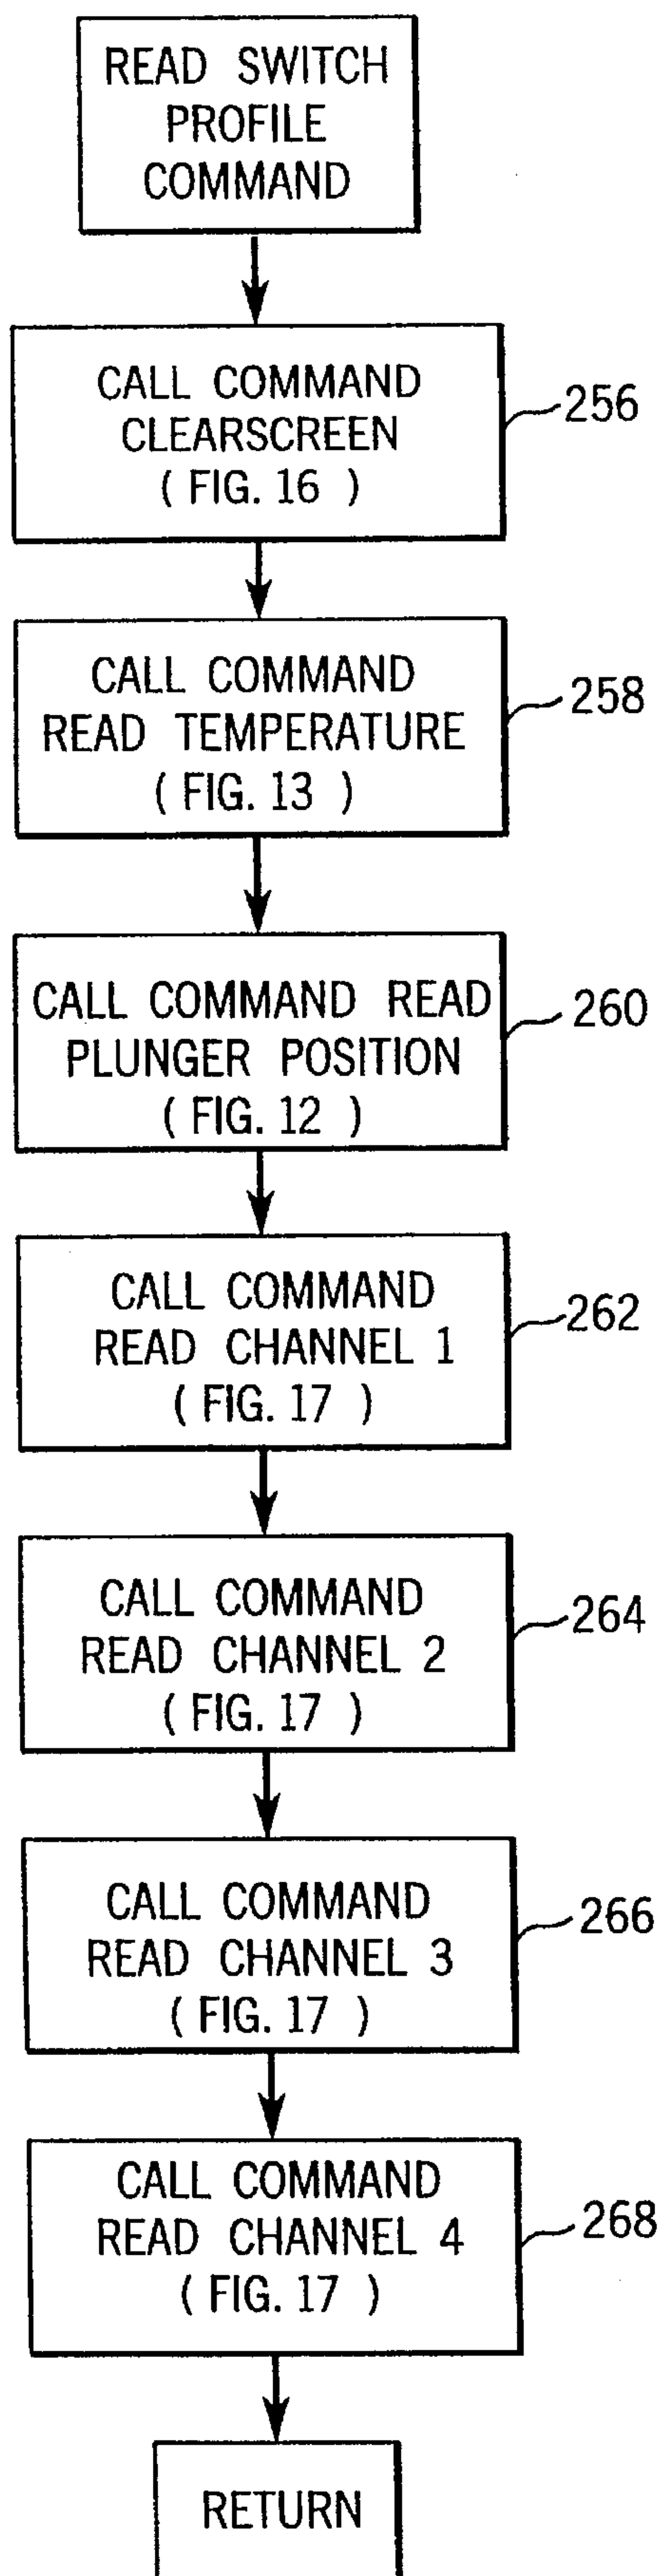 READ SWITCH
PROFILE
COMMAND
CALL COMMAND
CLEARSCREEN
( FIG. 16 )
256
CALL COMMAND
READ TEMPERATURE
( FIG. 13 )
258
CALL COMMAND READ
PLUNGER POSITION
( FIG. 12 )
260
CALL COMMAND
READ CHANNEL 1
( FIG. 17 )
262
CALL COMMAND
READ CHANNEL 2
( FIG. 17 )
264
CALL COMMAND
READ CHANNEL 3
( FIG. 17 )
266
CALL COMMAND
READ CHANNEL 4
( FIG. 17 )
268
RETURN